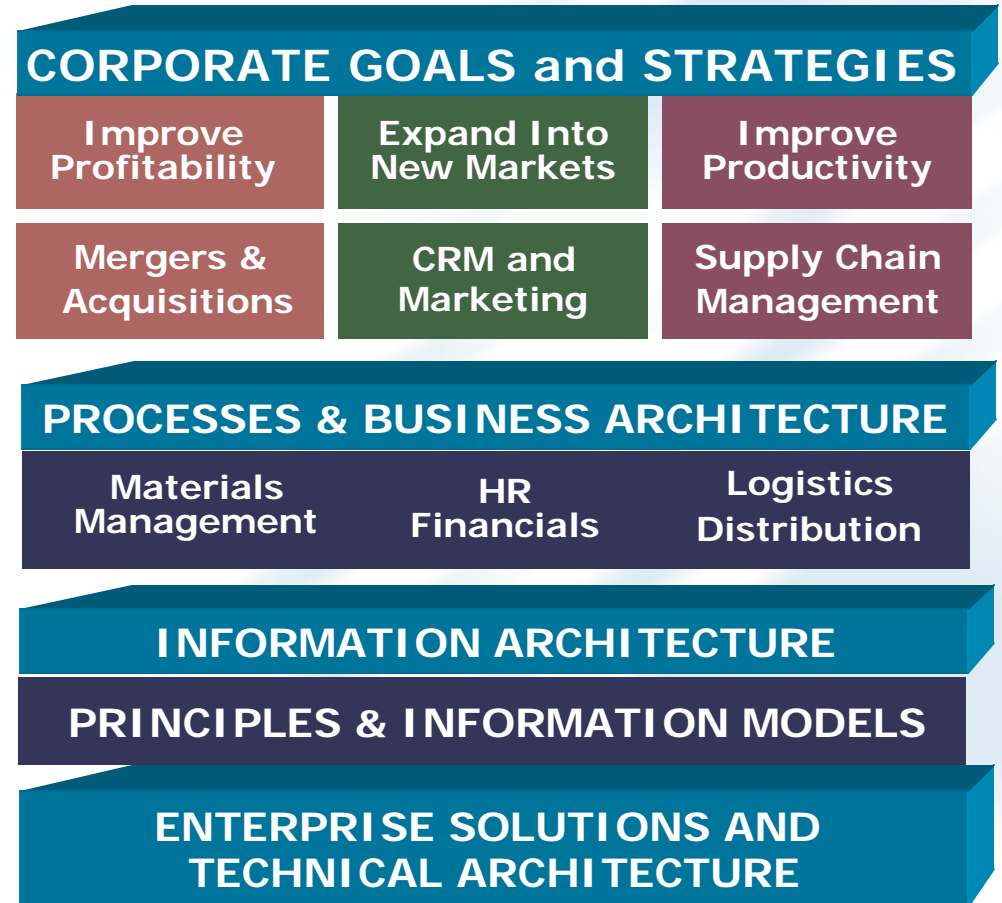 CORPORATE GOALS and STRATEGIES
Improve
Profitability
Expand Into
New Markets
Improve
Productivity
Mergers &
Acquisitions
CRM and
Marketing
Supply Chain
Management
PROCESSES & BUSINESS ARCHITECTURE
Materials
Management
HR
Financials
Logistics
Distribution
INFORMATION ARCHITECTURE
PRINCIPLES & INFORMATION MODELS
ENTERPRISE SOLUTIONS AND
TECHNICAL ARCHITECTURE